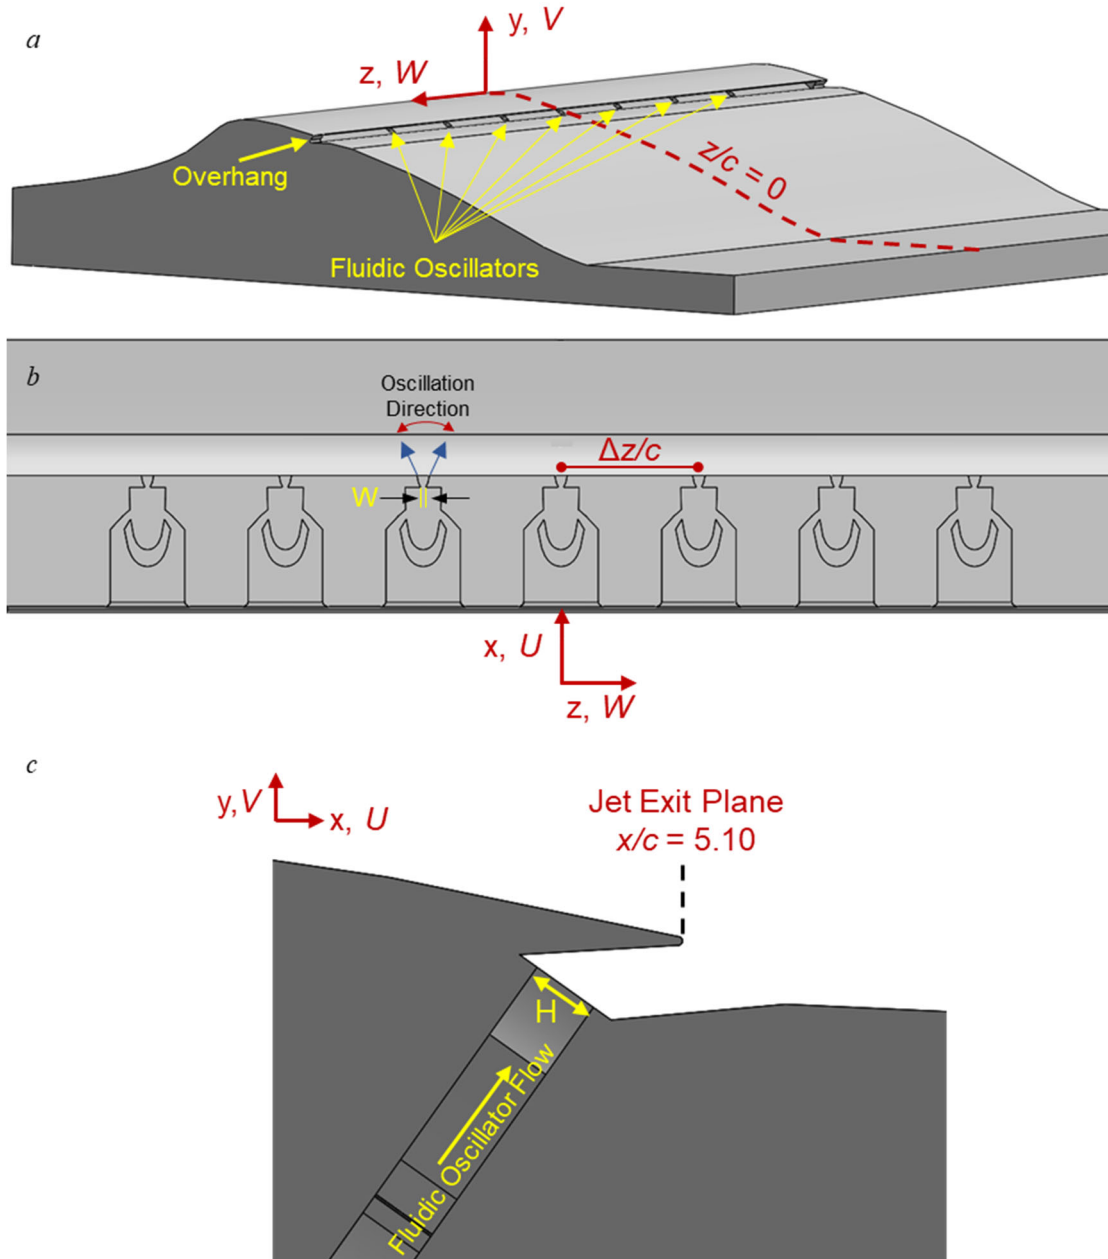 a
y, V
z, W
Overhang
z/c = 0
Fluidic Oscillators
b
Oscillation
Direction
Δz/c
W
x, U
z, W
c
y,V
x, U
Jet Exit Plane
x/c = 5.10
H
Fluidic Oscillator Flow